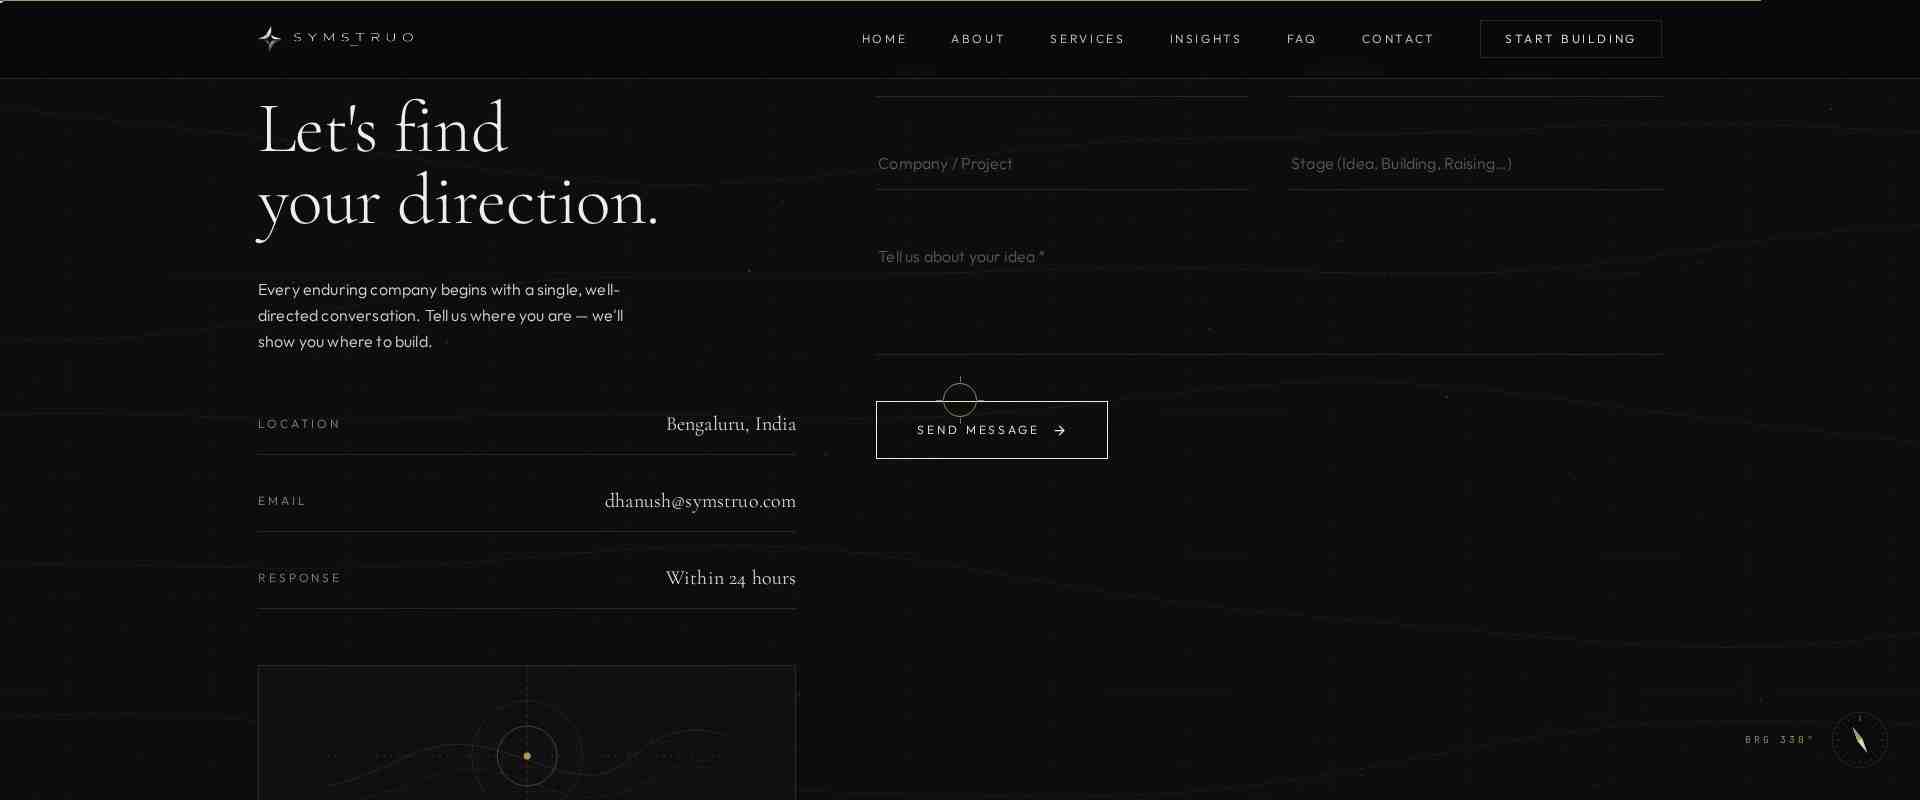 SYMSTRUO
HOME ABOUT SERVICES INSIGHTS FAQ CONTACT START BUILDING
Let's find
your direction.
Every enduring company begins with a single, well-
directed conversation. Tell us where you are — we'll
show you where to build.
LOCATION Bengaluru, India
EMAIL dhanush@symstruo.com
RESPONSE Within 24 hours
Company / Project
Stage (Idea, Building, Raising...)
Tell us about your idea *
SEND MESSAGE →
BRG 330°